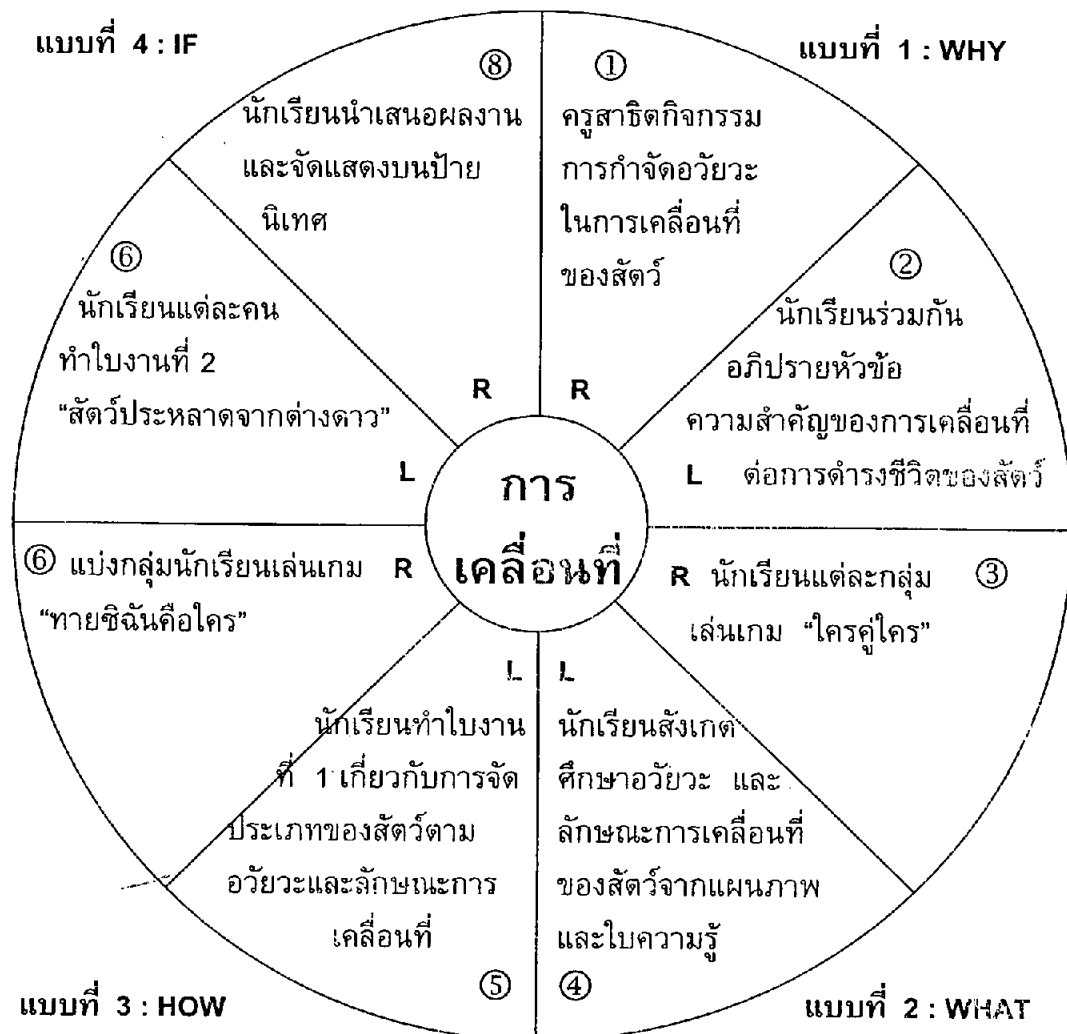 แบบที่ 4 : IF
แบบที่ 1 : WHY
⑧
นักเรียนนำเสนอผลงาน
และจัดแสดงบนป้าย
นิเทศ
R
①
ครูสาธิตกิจกรรม
การกำจัดอวัยวะ
ในการเคลื่อนที่
ของสัตว์
R
②
นักเรียนร่วมกัน
อภิปรายหัวข้อ
ความสำคัญของการเคลื่อนที่
L ต่อการดำรงชีวิตของสัตว์
⑥
นักเรียนแต่ละคน
ทำใบงานที่ 2
“สัตว์ประหลาดจากต่างดาว”
L
การ
เคลื่อนที่
R นักเรียนแต่ละกลุ่ม ③
เล่นเกม “ใครคู่ใคร”
⑥ แบ่งกลุ่มนักเรียนเล่นเกม R
“ทายซิฉันคือใคร”
L
นักเรียนทำใบงาน
ที่ 1 เกี่ยวกับการจัด
ประเภทของสัตว์ตาม
อวัยวะและลักษณะการ
เคลื่อนที่
⑤
L
นักเรียนสังเกต
ศึกษาอวัยวะ และ
ลักษณะการเคลื่อนที่
ของสัตว์จากแผนภาพ
และใบความรู้
④
แบบที่ 3 : HOW
แบบที่ 2 : WHAT